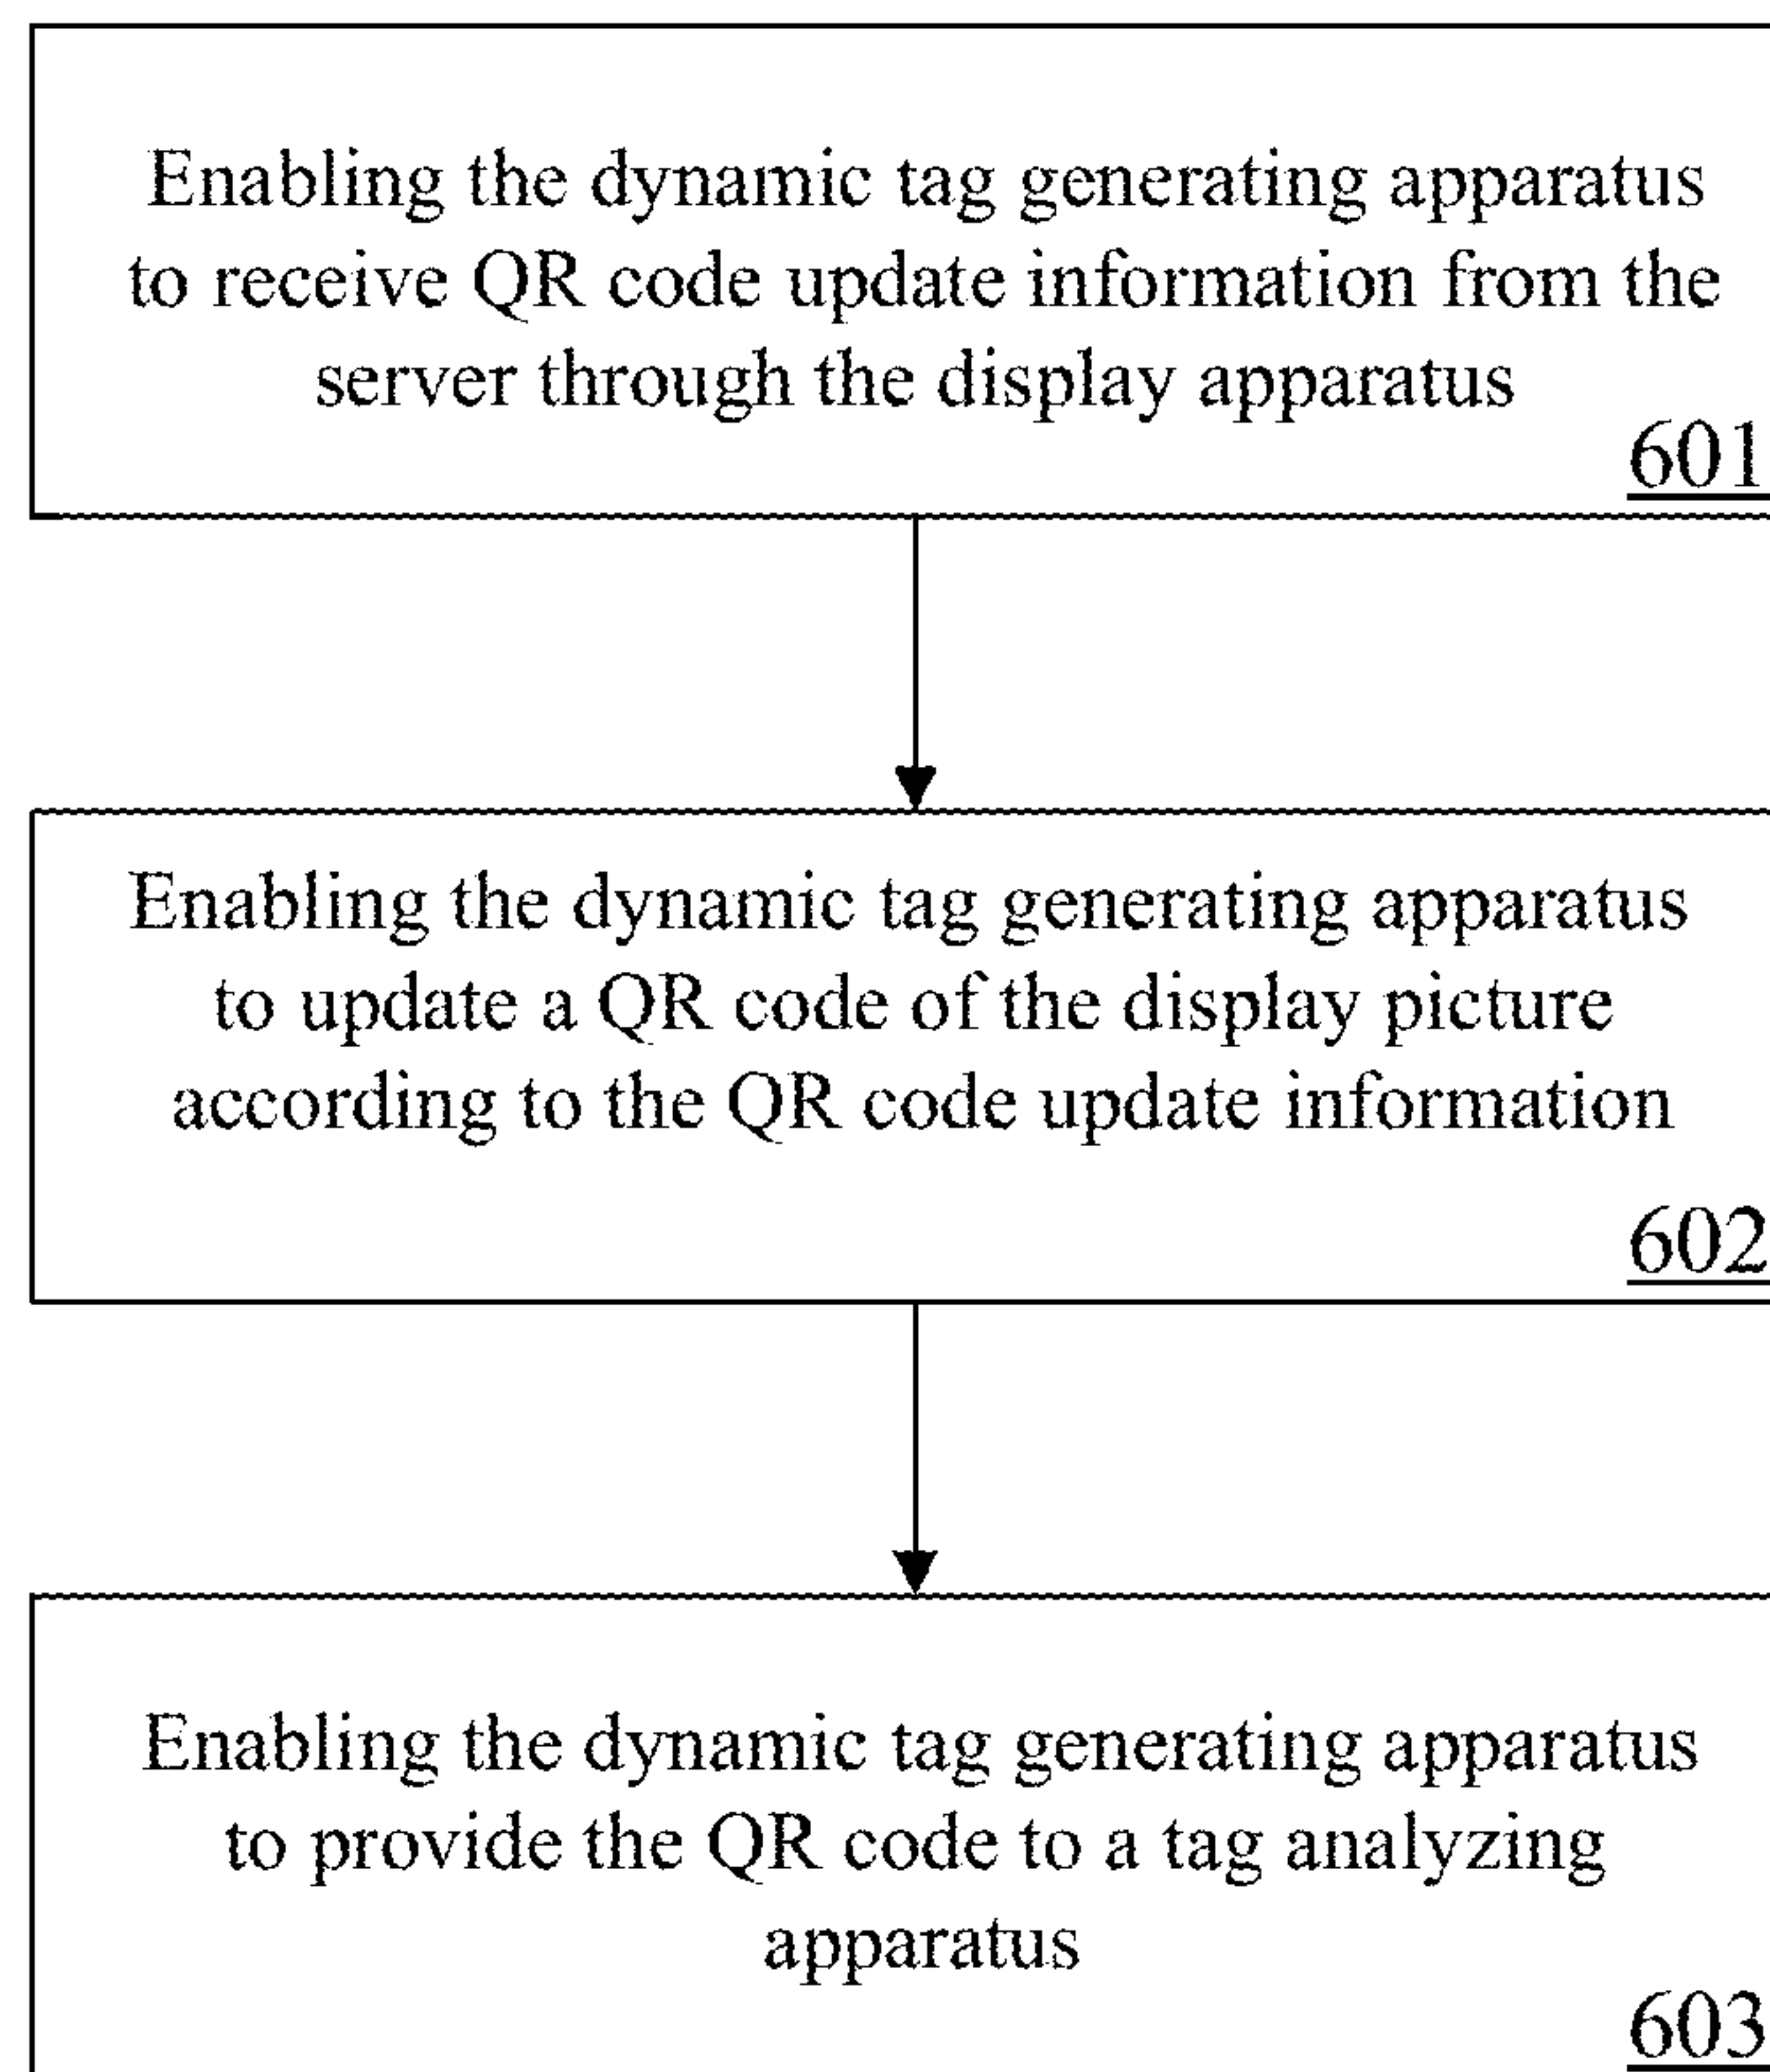 Enabling the dynamic tag generating apparatus
to receive QR code update information from the
server through the display apparatus
601
Enabling the dynamic tag generating apparatus
to update a QR code of the display picture
according to the QR code update information
602
Enabling the dynamic tag generating apparatus
to provide the QR code to a tag analyzing
apparatus
603